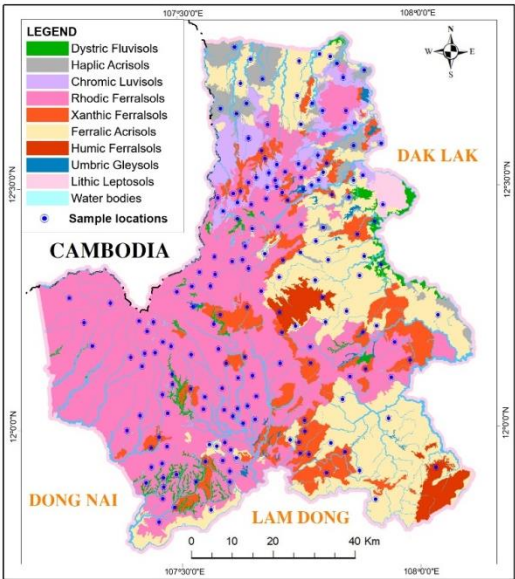 107°30'0"E
108°0'0"E
LEGEND
Dystric Fluvisols
Haplic Acrisols
Chromic Luvisols
Rhodic Ferralsols
Xanthic Ferralsols
Ferralic Acrisols
Humic Ferralsols
Umbric Gleysols
Lithic Leptosols
Water bodies
Sample locations
N
W E
S
DAK LAK
12°30'0"N
12°30'0"N
CAMBODIA
12°0'0"N
12°0'0"N
DONG NAI
LAM DONG
0 10 20 40 Km
107°30'0"E
108°0'0"E